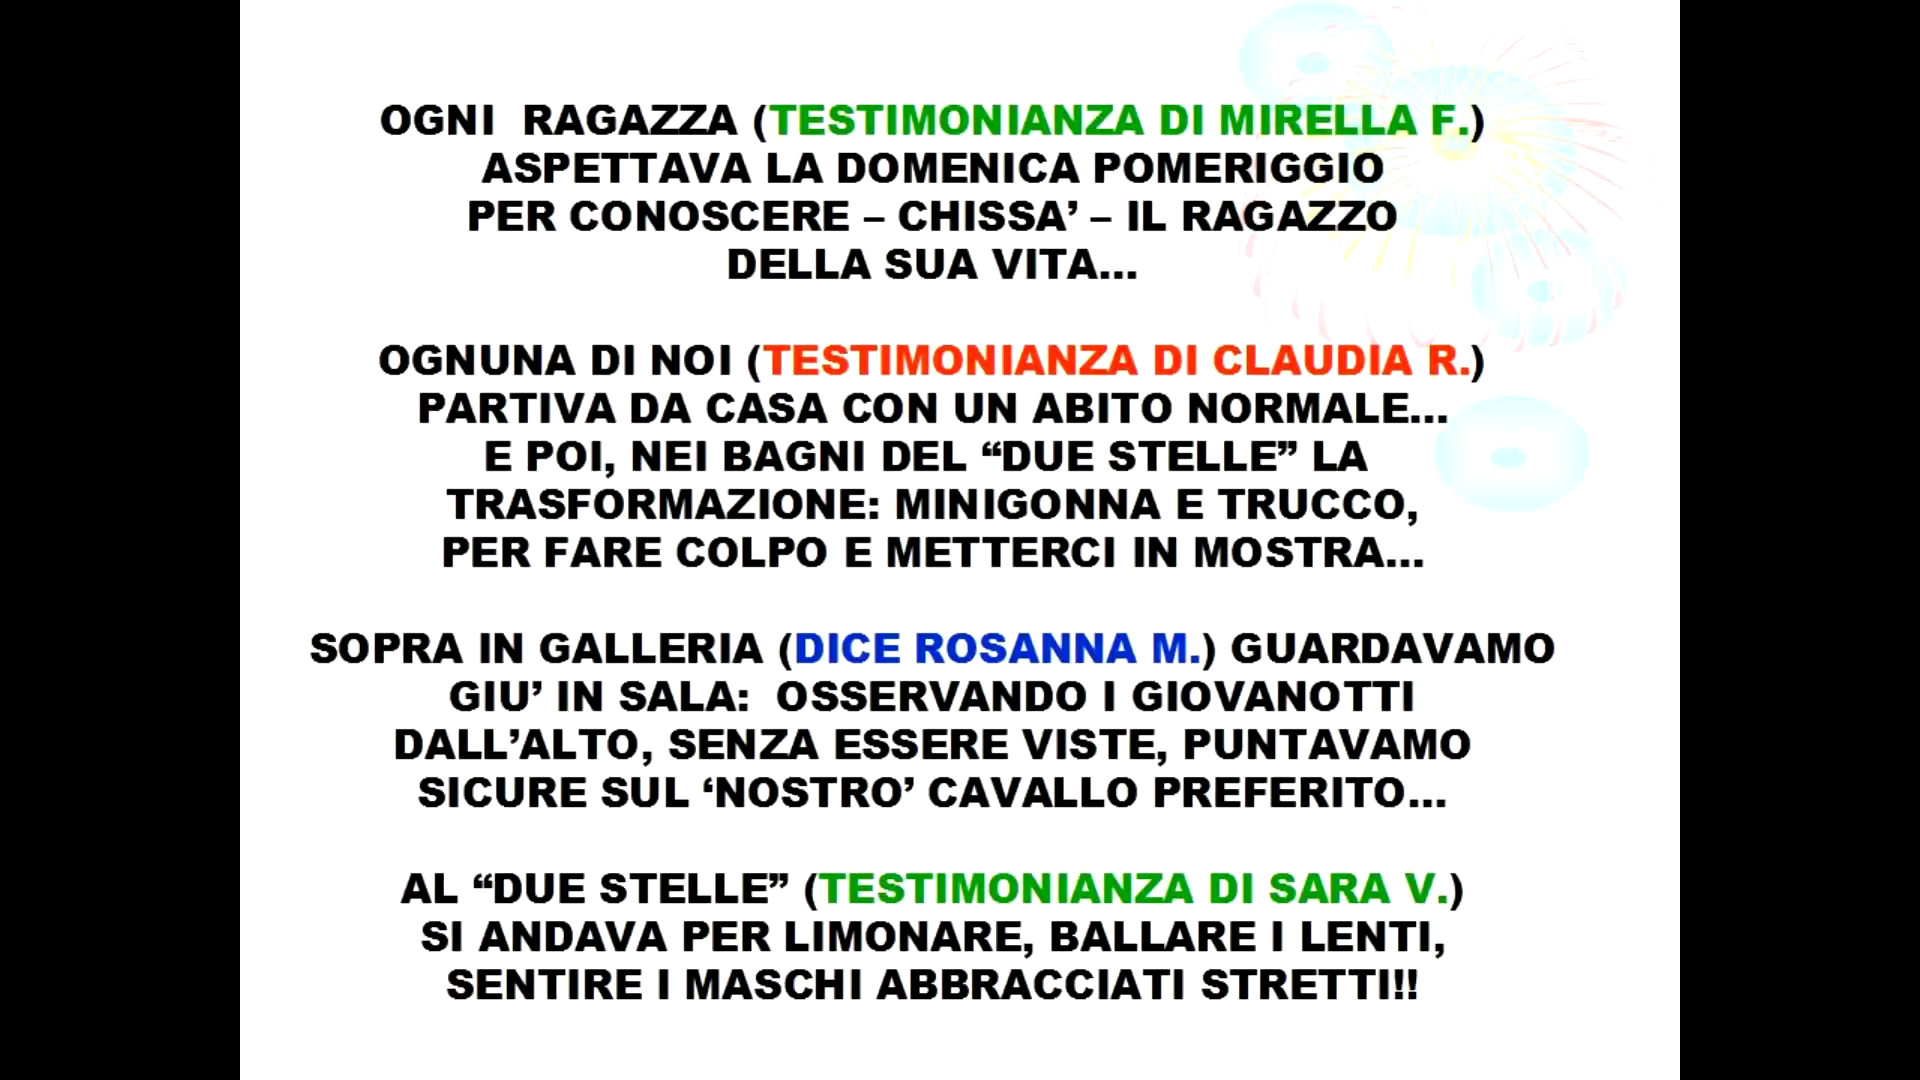 OGNI  RAGAZZA (TESTIMONIANZA DI MIRELLA F.)
ASPETTAVA LA DOMENICA POMERIGGIO
PER CONOSCERE – CHISSA’ – IL RAGAZZO
DELLA SUA VITA...
OGNUNA DI NOI (TESTIMONIANZA DI CLAUDIA R.)
PARTIVA DA CASA CON UN ABITO NORMALE...
E POI, NEI BAGNI DEL “DUE STELLE” LA
TRASFORMAZIONE: MINIGONNA E TRUCCO,
PER FARE COLPO E METTERCI IN MOSTRA...
SOPRA IN GALLERIA (DICE ROSANNA M.) GUARDAVAMO
GIU’ IN SALA:  OSSERVANDO I GIOVANOTTI
DALL’ALTO, SENZA ESSERE VISTE, PUNTAVAMO
SICURE SUL ‘NOSTRO’ CAVALLO PREFERITO...
AL “DUE STELLE” (TESTIMONIANZA DI SARA V.)
SI ANDAVA PER LIMONARE, BALLARE I LENTI,
SENTIRE I MASCHI ABBRACCIATI STRETTI!!